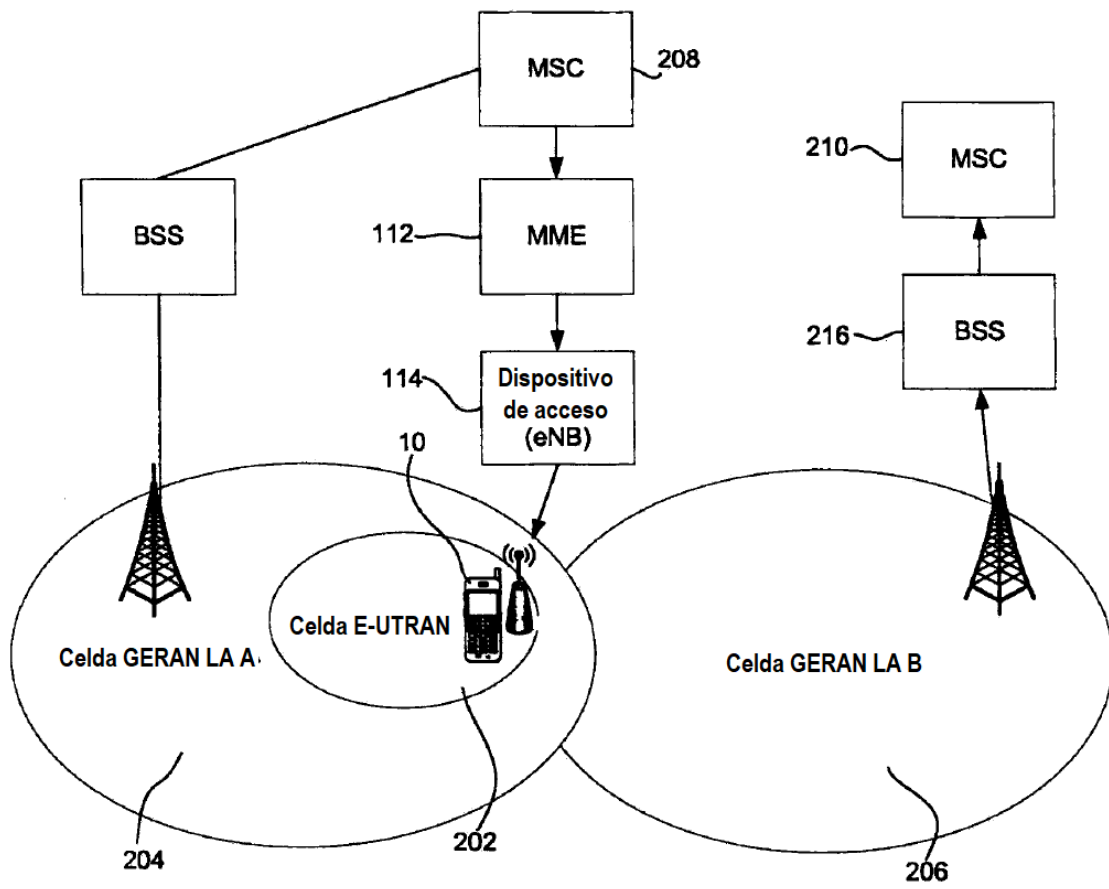 MSC
208
210
MSC
BSS
112
MME
216
BSS
114
Dispositivo
de acceso
(eNB)
10
Celda E-UTRAN
Celda GERAN LA A
Celda GERAN LA B
204
202
206